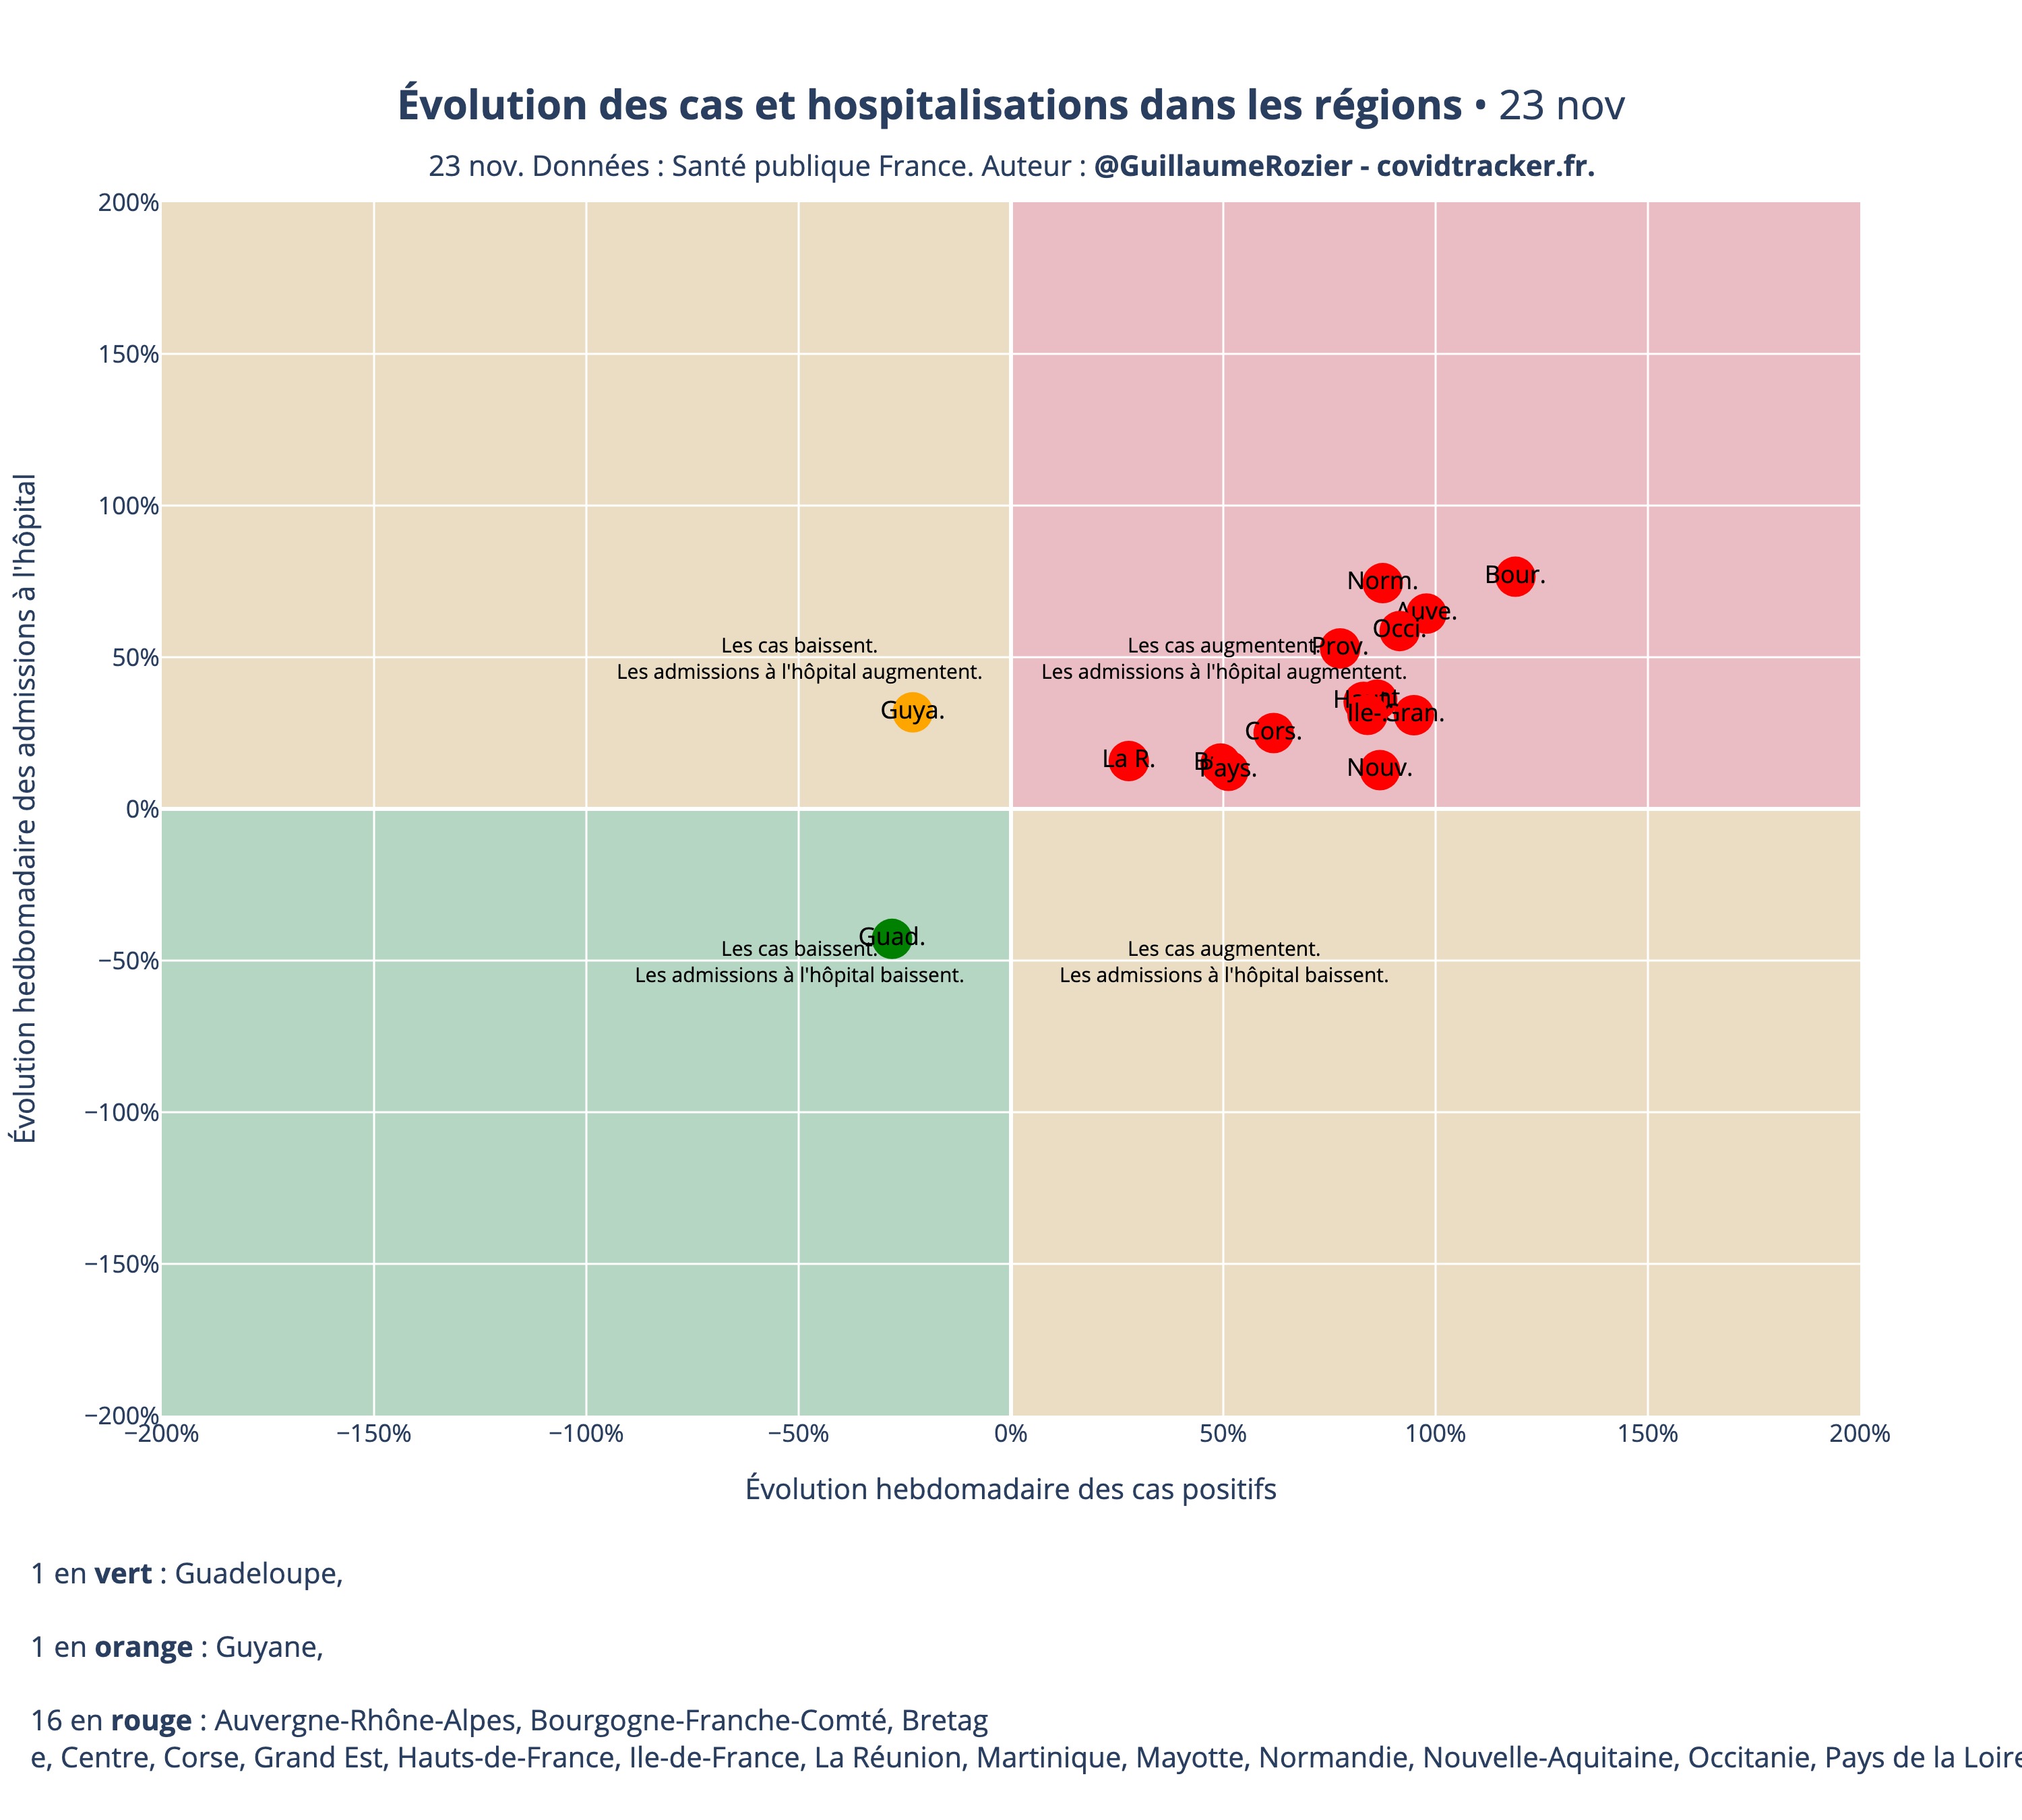 Évolution des cas et hospitalisations dans les régions • 23 nov
23 nov. Données : Santé publique France. Auteur : @GuillaumeRozier - covidtracker.fr.
Évolution hedbomadaire des admissions à l'hôpital
200%
150%
100%
50%
0%
−50%
−100%
−150%
−200%
Les cas baissent.
Les admissions à l'hôpital augmentent.
Les cas augmentent.
Les admissions à l'hôpital augmentent.
Norm.
Bour.
Auve.
Occi.
Prov.
Ile-.
Gran.
Cors.
La R.
Pays.
Nouv.
Guya.
Guad.
Les cas baissent.
Les admissions à l'hôpital baissent.
Les cas augmentent.
Les admissions à l'hôpital baissent.
−200%
−150%
−100%
−50%
0%
50%
100%
150%
200%
Évolution hebdomadaire des cas positifs
1 en vert : Guadeloupe,
1 en orange : Guyane,
16 en rouge : Auvergne-Rhône-Alpes, Bourgogne-Franche-Comté, Bretag
e, Centre, Corse, Grand Est, Hauts-de-France, Ile-de-France, La Réunion, Martinique, Mayotte, Normandie, Nouvelle-Aquitaine, Occitanie, Pays de la Loire